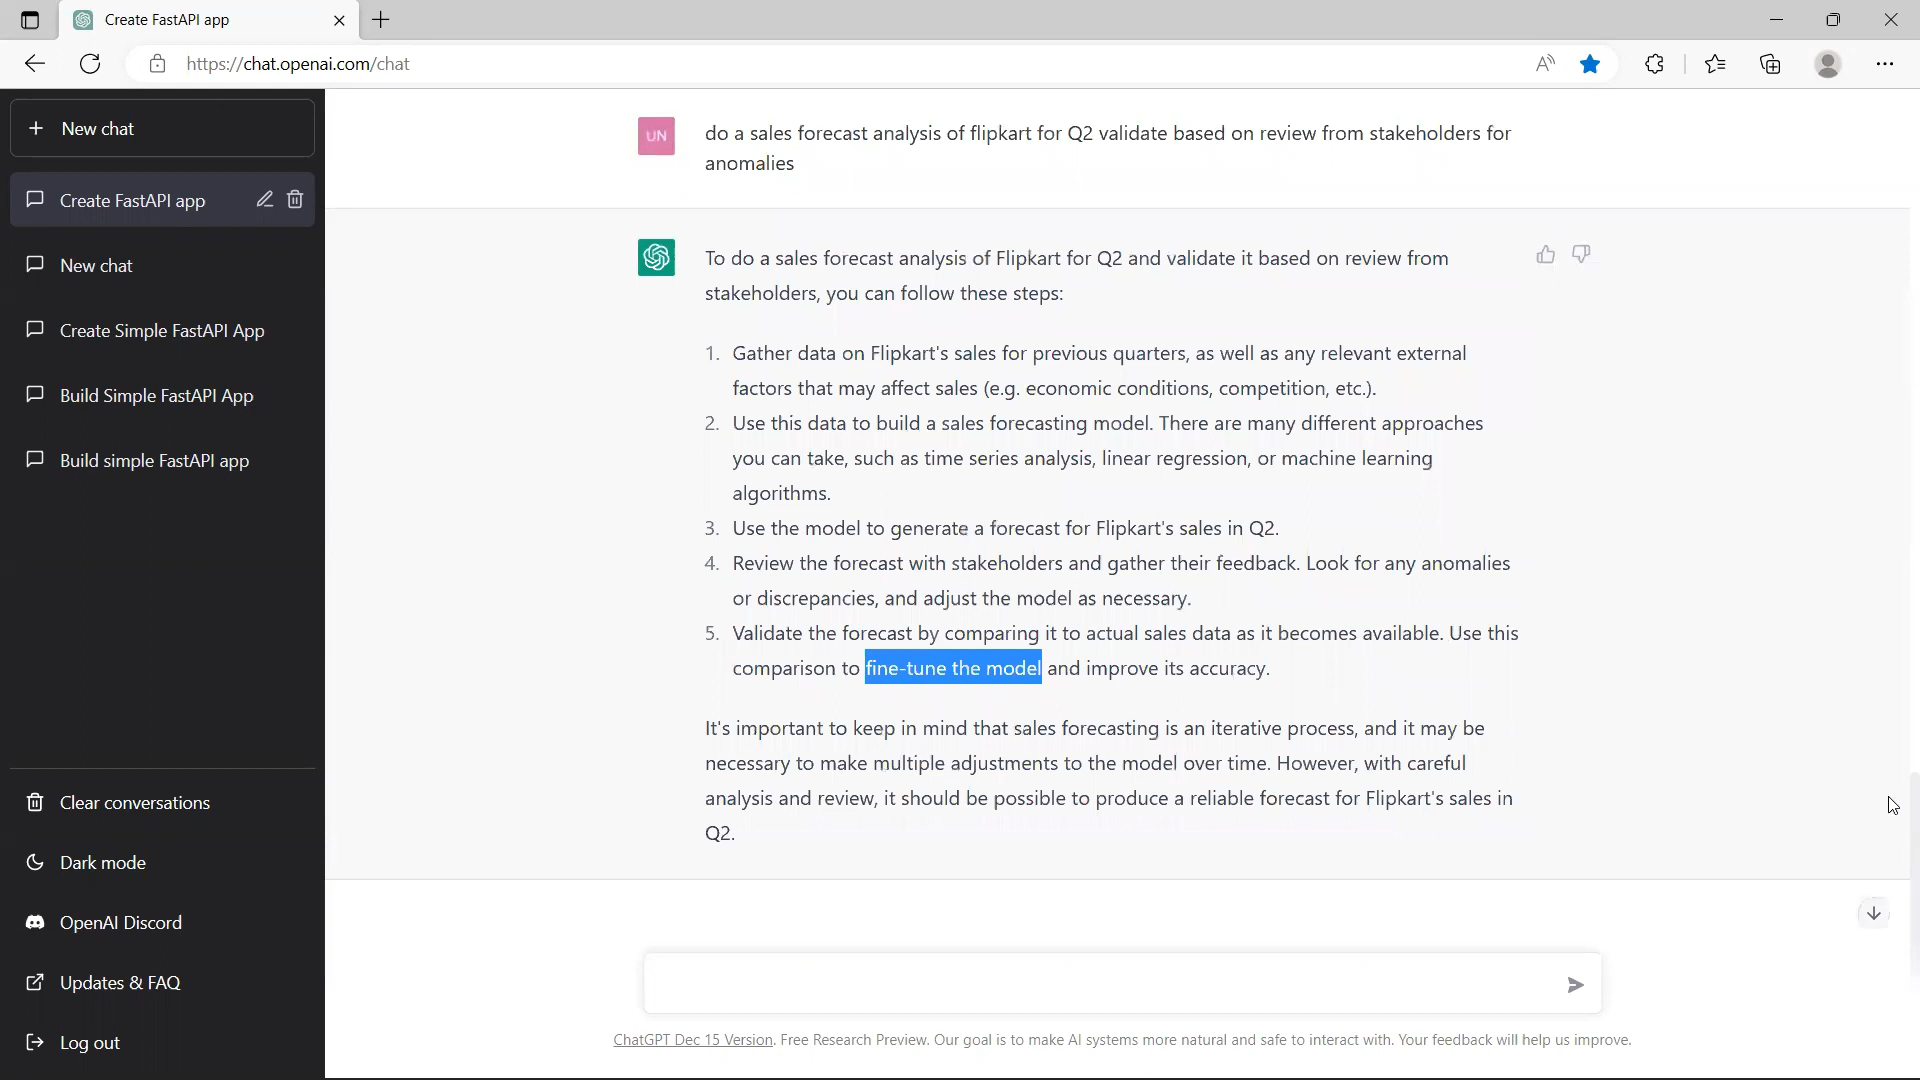 Create FastAPI app
https://chat.openai.com/chat
New chat
Create FastAPI app
New chat
Create Simple FastAPI App
Build Simple FastAPI App
Build simple FastAPI app
Clear conversations
Dark mode
OpenAI Discord
Updates & FAQ
Log out
UN
do a sales forecast analysis of flipkart for Q2 validate based on review from stakeholders for
anomalies
To do a sales forecast analysis of Flipkart for Q2 and validate it based on review from
stakeholders, you can follow these steps:
1. Gather data on Flipkart's sales for previous quarters, as well as any relevant external
factors that may affect sales (e.g. economic conditions, competition, etc.).
2. Use this data to build a sales forecasting model. There are many different approaches
you can take, such as time series analysis, linear regression, or machine learning
algorithms.
3. Use the model to generate a forecast for Flipkart's sales in Q2.
4. Review the forecast with stakeholders and gather their feedback. Look for any anomalies
or discrepancies, and adjust the model as necessary.
5. Validate the forecast by comparing it to actual sales data as it becomes available. Use this
comparison to fine-tune the model and improve its accuracy.
It's important to keep in mind that sales forecasting is an iterative process, and it may be
necessary to make multiple adjustments to the model over time. However, with careful
analysis and review, it should be possible to produce a reliable forecast for Flipkart's sales in
Q2.
ChatGPT Dec 15 Version. Free Research Preview. Our goal is to make AI systems more natural and safe to interact with. Your feedback will help us improve.